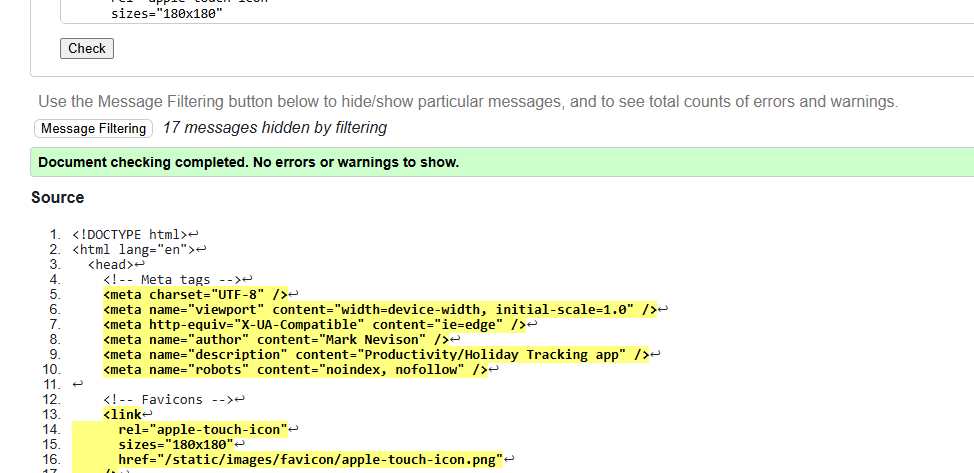 sizes="180x180"
Check
Use the Message Filtering button below to hide/show particular messages, and to see total counts of errors and warnings.
Message Filtering 17 messages hidden by filtering
Document checking completed. No errors or warnings to show.
Source
1. <!DOCTYPE html>↩
2. <html lang="en">↩
3. <head>↩
4. <!-- Meta tags -->↩
5. <meta charset="UTF-8" />↩
6. <meta name="viewport" content="width=device-width, initial-scale=1.0" />↩
7. <meta http-equiv="X-UA-Compatible" content="ie=edge" />↩
8. <meta name="author" content="Mark Nevison" />↩
9. <meta name="description" content="Productivity/Holiday Tracking app" />↩
10. <meta name="robots" content="noindex, nofollow" />↩
11. ↩
12. <!-- Favicons -->↩
13. <link↩
14. rel="apple-touch-icon"↩
15. sizes="180x180"↩
16. href="/static/images/favicon/apple-touch-icon.png"↩